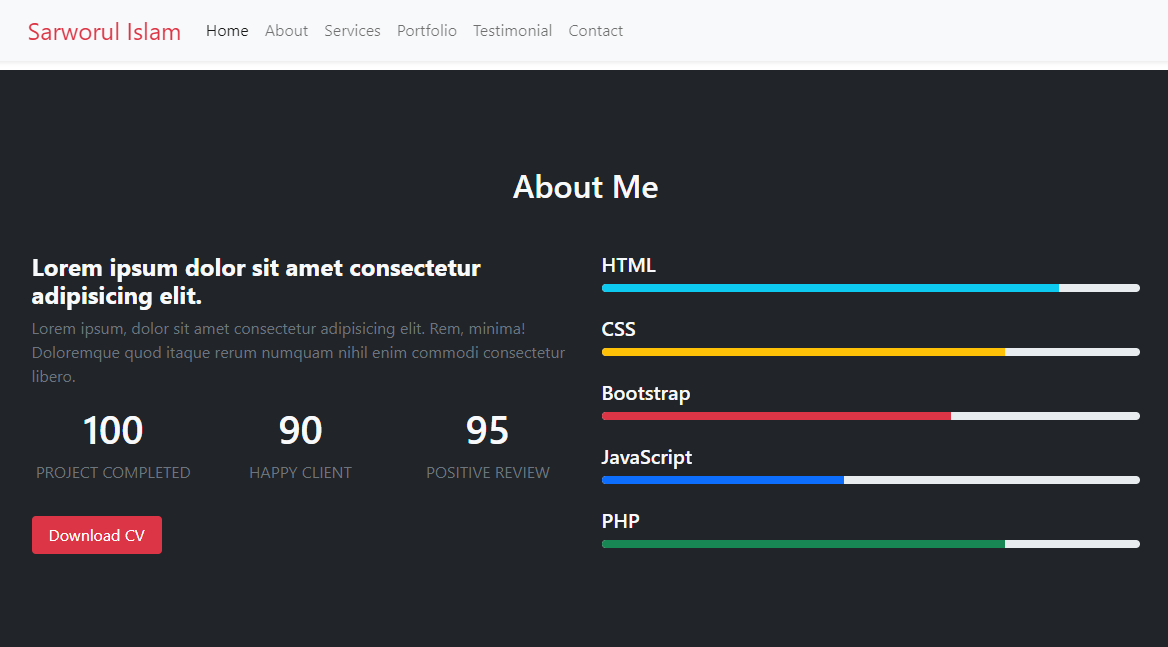 Sarworul Islam Home About Services Portfolio Testimonial Contact
About Me
Lorem ipsum dolor sit amet consectetur
adipisicing elit.
Lorem ipsum, dolor sit amet consectetur adipisicing elit. Rem, minima!
Doloremque quod itaque rerum numquam nihil enim commodi consectetur
libero.
100 90 95
PROJECT COMPLETED HAPPY CLIENT POSITIVE REVIEW
Download CV
HTML
CSS
Bootstrap
JavaScript
PHP